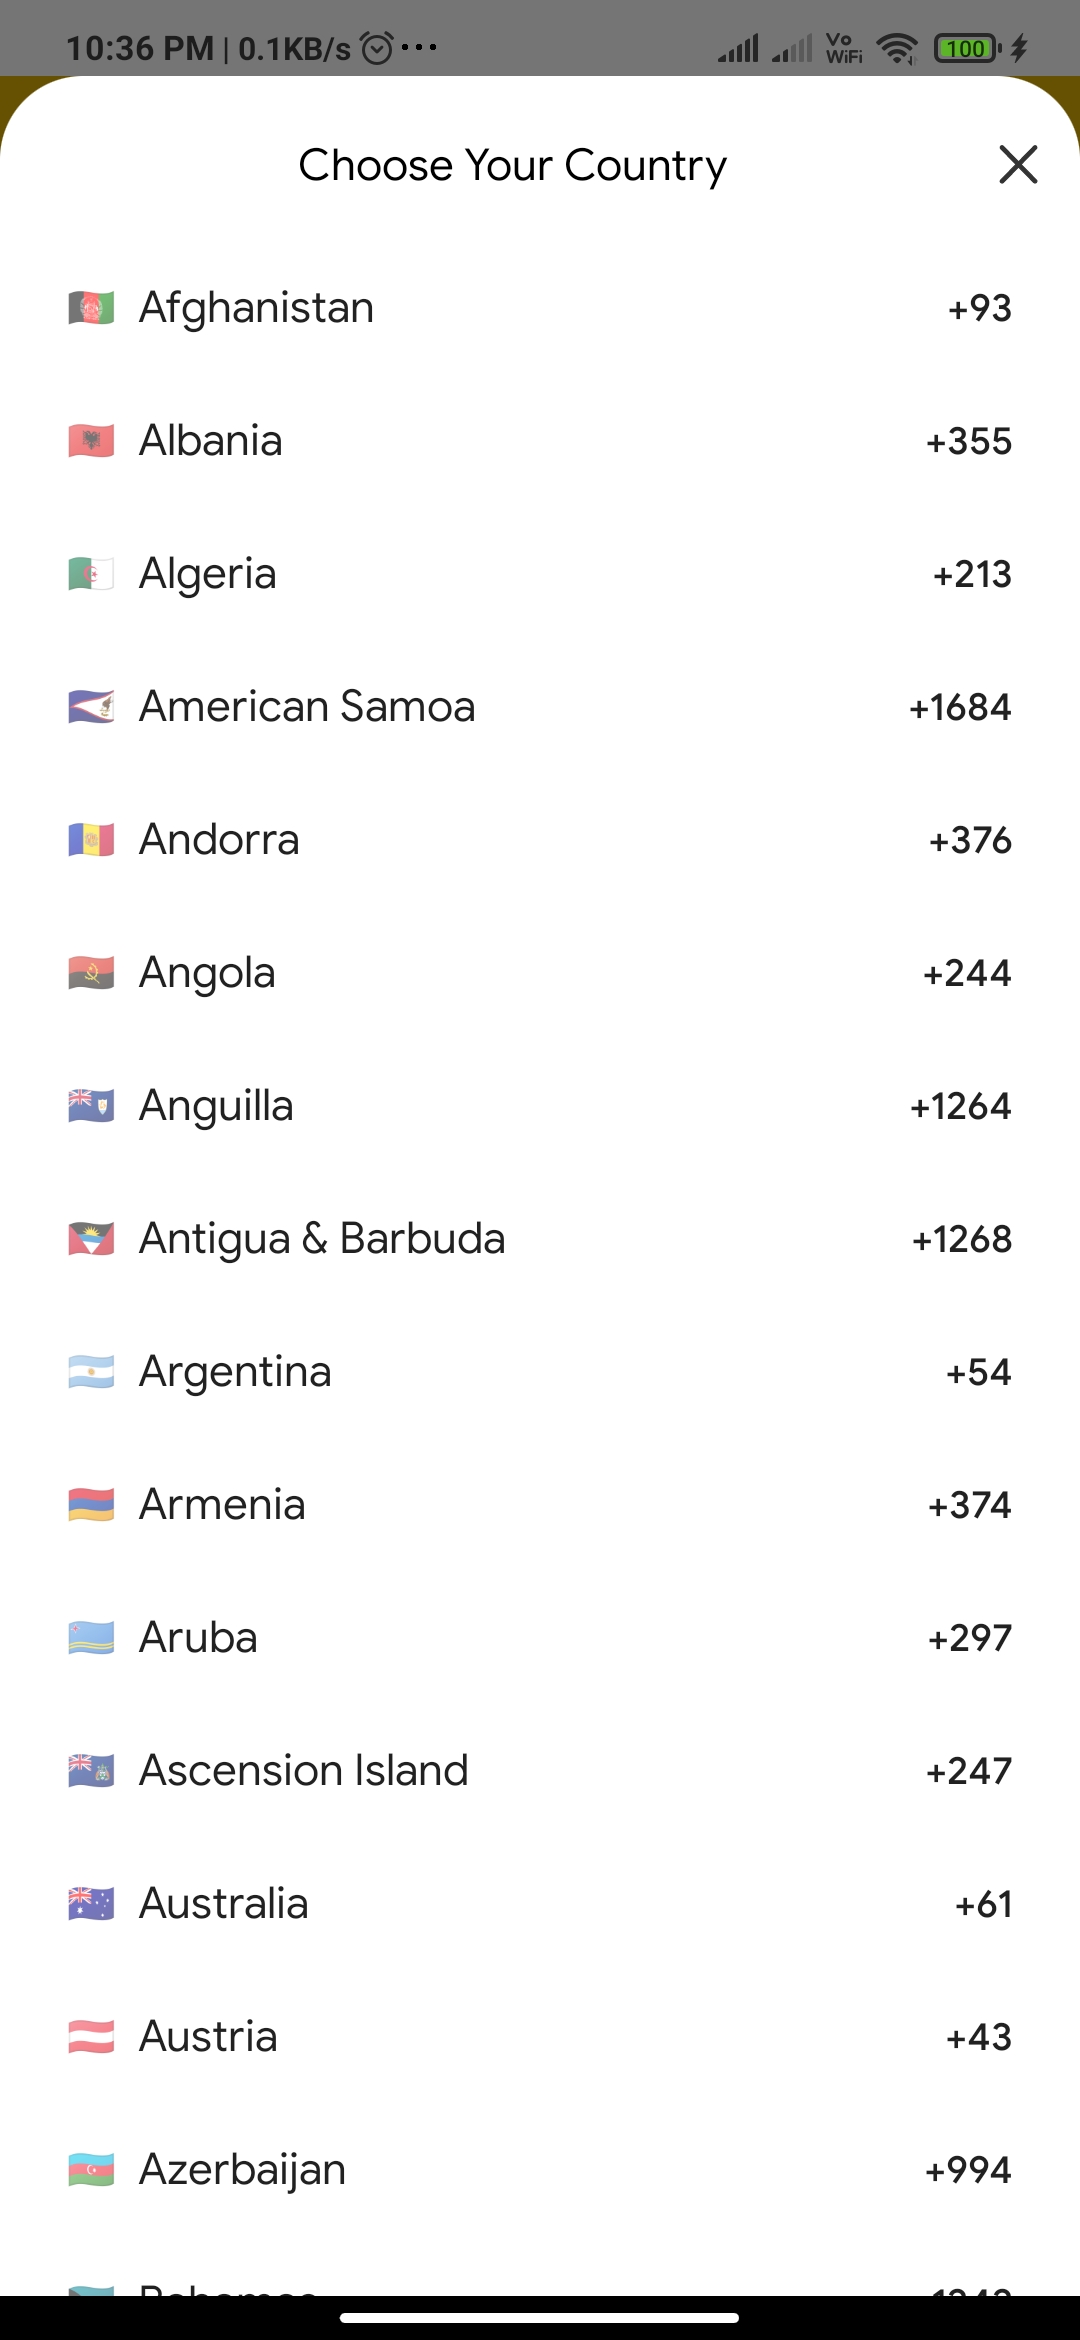 10:36 PM | 0.1KB/s
Vo WiFi
100
Choose Your Country
Afghanistan +93
Albania +355
Algeria +213
American Samoa +1684
Andorra +376
Angola +244
Anguilla +1264
Antigua & Barbuda +1268
Argentina +54
Armenia +374
Aruba +297
Ascension Island +247
Australia +61
Austria +43
Azerbaijan +994